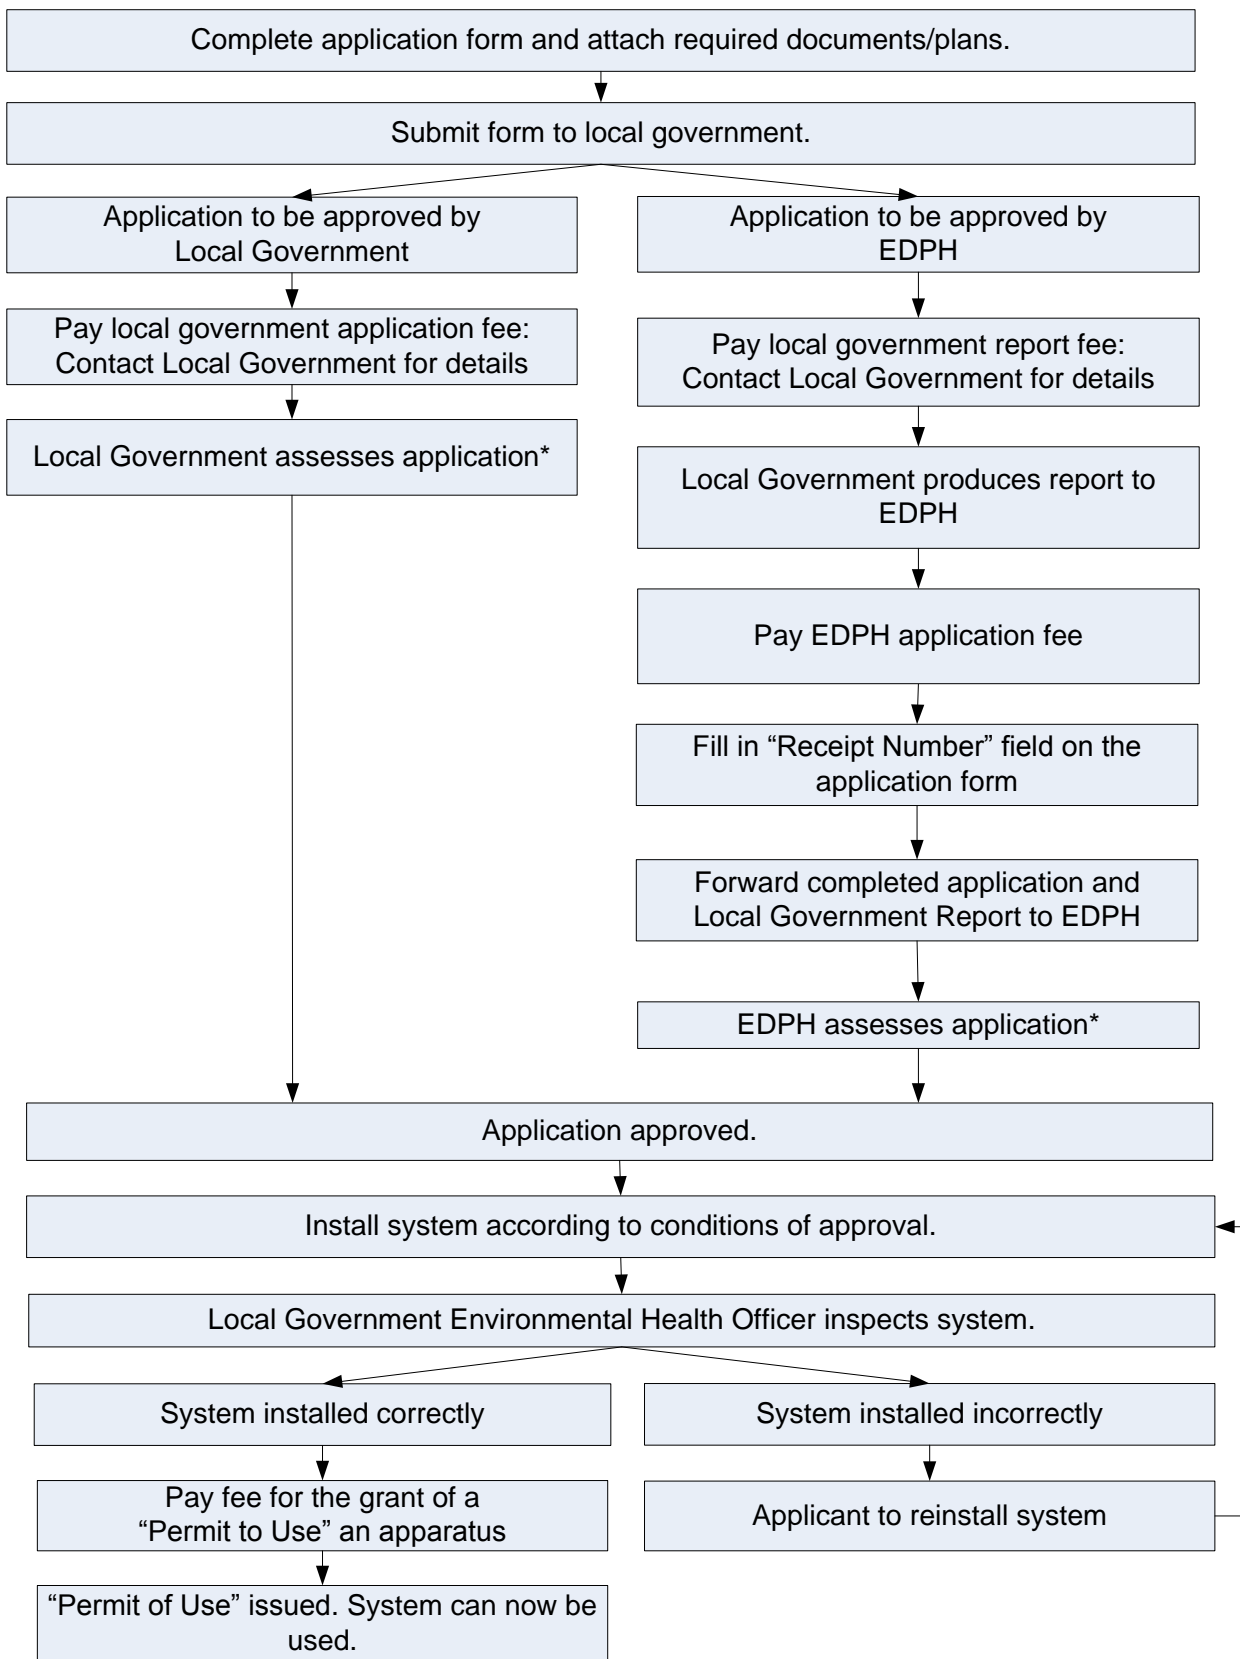 Complete application form and attach required documents/plans.
Submit form to local government.
Application to be approved by
Local Government
Pay local government application fee:
Contact Local Government for details
Local Government assesses application*
Application to be approved by
EDPH
Pay local government report fee:
Contact Local Government for details
Local Government produces report to
EDPH
Pay EDPH application fee
Fill in “Receipt Number” field on the
application form
Forward completed application and
Local Government Report to EDPH
EDPH assesses application*
Application approved.
Install system according to conditions of approval.
Local Government Environmental Health Officer inspects system.
System installed correctly
Pay fee for the grant of a
“Permit to Use” an apparatus
“Permit of Use” issued. System can now be
used.
System installed incorrectly
Applicant to reinstall system